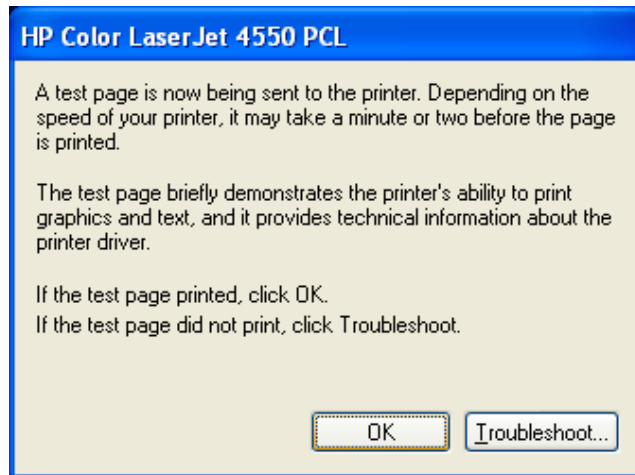 HP Color LaserJet 4550 PCL
A test page is now being sent to the printer. Depending on the
speed of your printer, it may take a minute or two before the page
is printed.
The test page briefly demonstrates the printer's ability to print
graphics and text, and it provides technical information about the
printer driver.
If the test page printed, click OK.
If the test page did not print, click Troubleshoot.
OK
Troubleshoot...